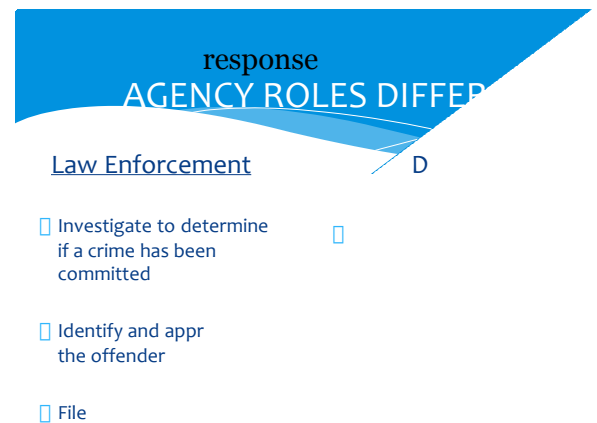 response
AGENCY ROLES DIFFER
Law Enforcement
D
Investigate to determine
if a crime has been
committed
Identify and appr
the offender
File